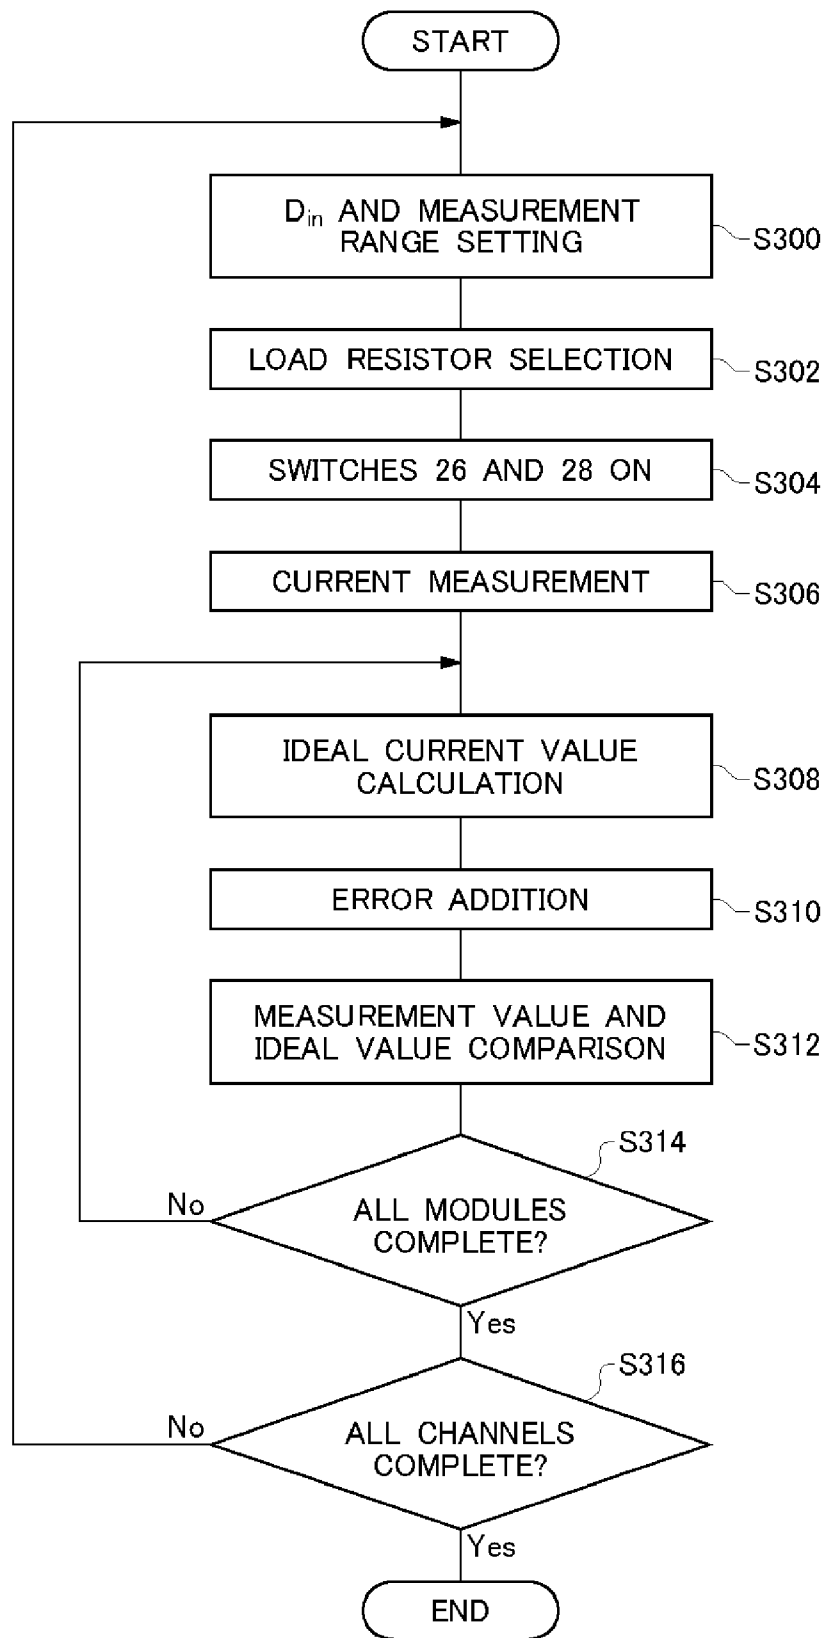 START
Din AND MEASUREMENT
RANGE SETTING
S300
LOAD RESISTOR SELECTION
S302
SWITCHES 26 AND 28 ON
S304
CURRENT MEASUREMENT
S306
IDEAL CURRENT VALUE
CALCULATION
S308
ERROR ADDITION
S310
MEASUREMENT VALUE AND
IDEAL VALUE COMPARISON
S312
S314
No
ALL MODULES
COMPLETE?
Yes
S316
No
ALL CHANNELS
COMPLETE?
Yes
END